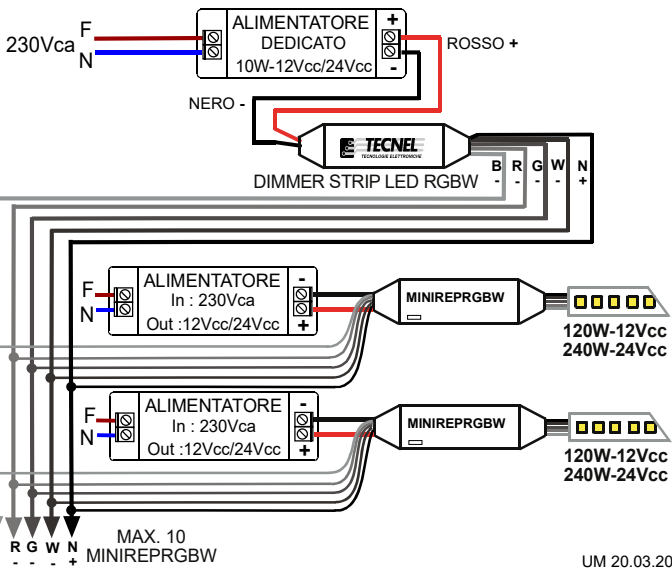 230Vca
F
N
ALIMENTATORE
DEDICATO
10W-12Vcc/24Vcc
+
-
ROSSO +
NERO -
TECNEL
TECNOLOGIE ELETTRONICHE
DIMMER STRIP LED RGBW
B R G W N
- - - - +
F
N
ALIMENTATORE
In : 230Vca
Out :12Vcc/24Vcc
-
+
MINIREPRGBW
120W-12Vcc
240W-24Vcc
F
N
ALIMENTATORE
In : 230Vca
Out :12Vcc/24Vcc
-
+
MINIREPRGBW
120W-12Vcc
240W-24Vcc
R G W N
- - - +
MAX. 10
MINIREPRGBW
UM 20.03.20